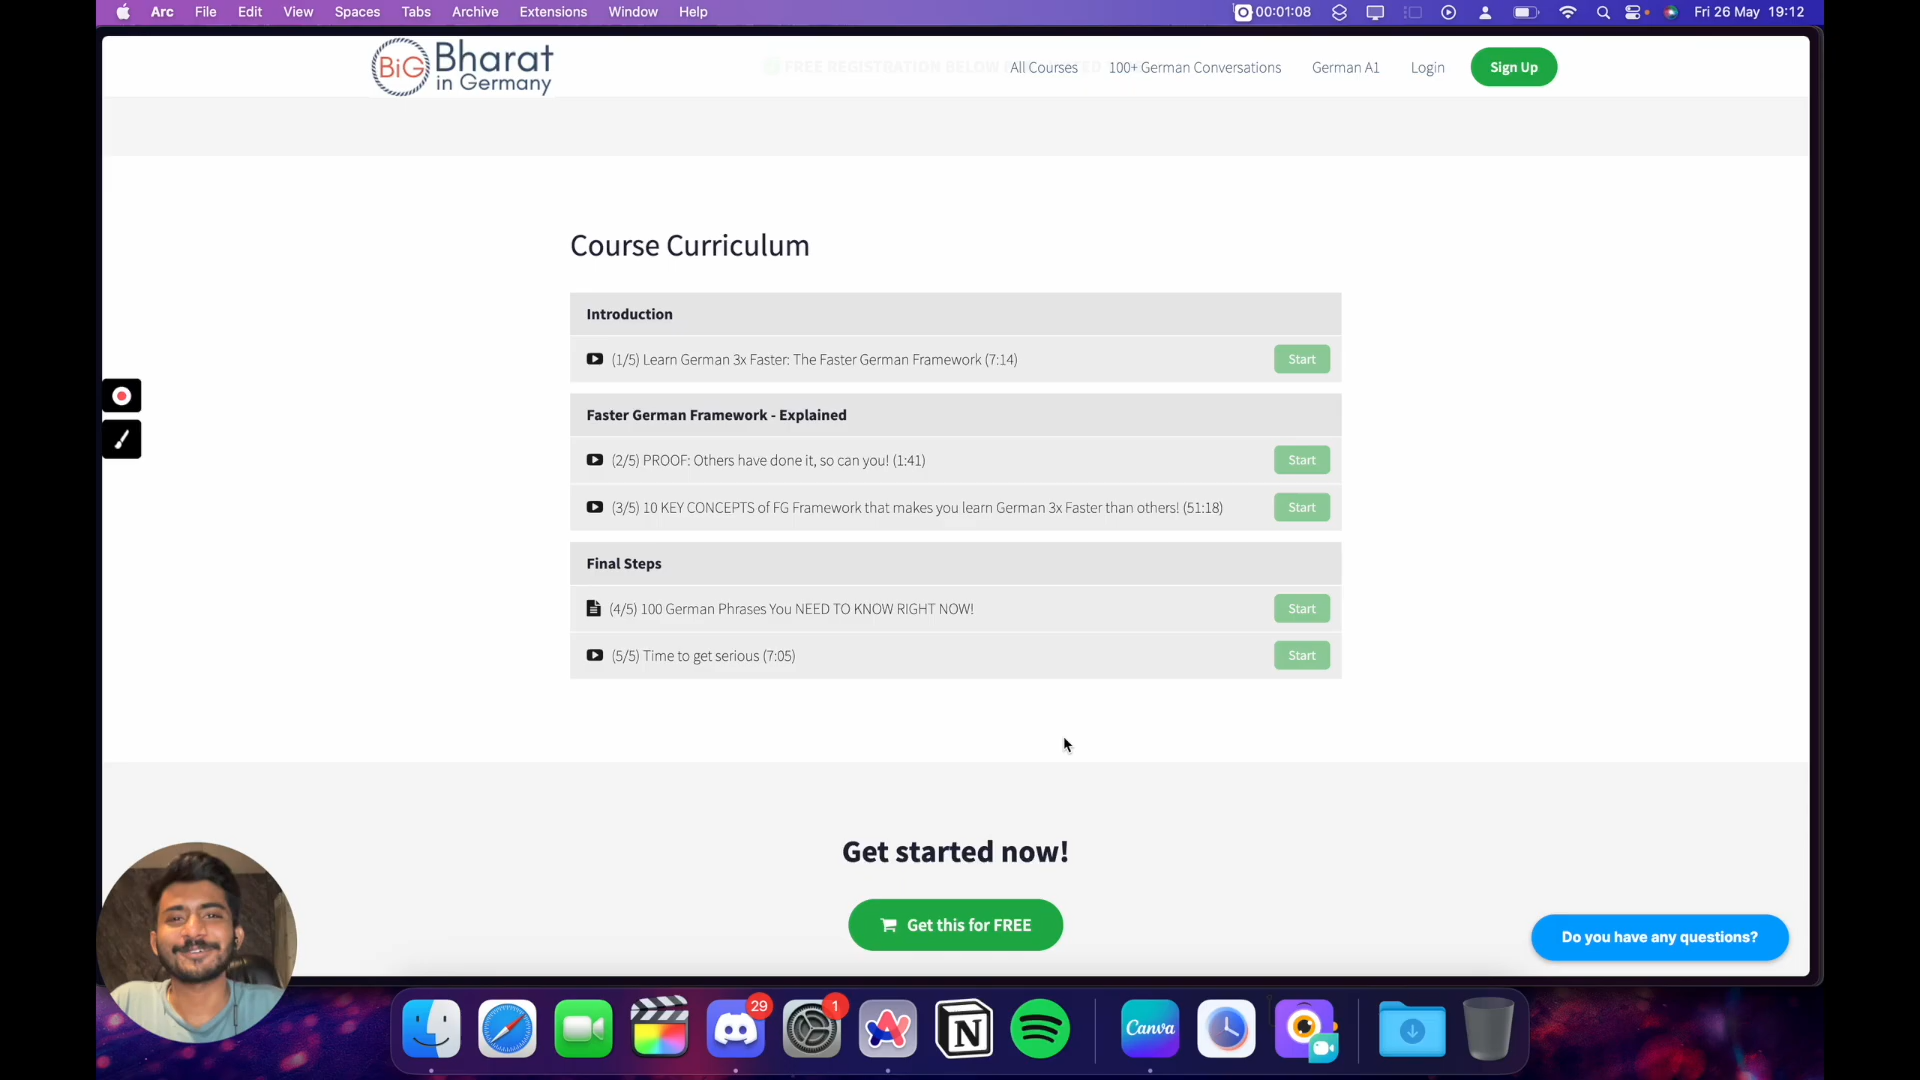 Arc File Edit View Spaces Tabs Archive Extensions Window Help 00:01:08 Fri 26 May 19:12
BiG Bharat in Germany
FREE REGISTRATION BELOW
All Courses 100+ German Conversations German A1 Login Sign Up
Course Curriculum
Introduction
(1/5) Learn German 3x Faster: The Faster German Framework (7:14) Start
Faster German Framework - Explained
(2/5) PROOF: Others have done it, so can you! (1:41) Start
(3/5) 10 KEY CONCEPTS of FG Framework that makes you learn German 3x Faster than others! (51:18) Start
Final Steps
(4/5) 100 German Phrases You NEED TO KNOW RIGHT NOW! Start
(5/5) Time to get serious (7:05) Start
Get started now!
Get this for FREE
Do you have any questions?
29
1
N
Canva